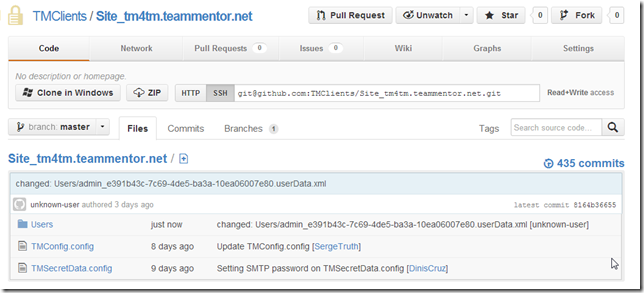 TMClients / Site_tm4tm.teammentor.net Pull Request Unwatch Star 0 Fork 0
Code Network Pull Requests 0 Issues 0 Wiki Graphs Settings
No description or homepage.
Clone in Windows ZIP HTTP SSH git@github.com:TMClients/Site_tm4tm.teammentor.net.git Read+Write access
branch: master Files Commits Branches 1 Tags Search source code...
Site_tm4tm.teammentor.net / 435 commits
changed: Users/admin_e391b43c-7c69-4de5-ba3a-10ea06007e80.userData.xml
unknown-user authored 3 days ago latest commit 8164b36655
Users just now changed: Users/admin_e391b43c-7c69-4de5-ba3a-10ea06007e80.userData.xml [unknown-user]
TMConfig.config 8 days ago Update TMConfig.config [SergeTruth]
TMSecretData.config 9 days ago Setting SMTP password on TMSecretData.config [DinisCruz]